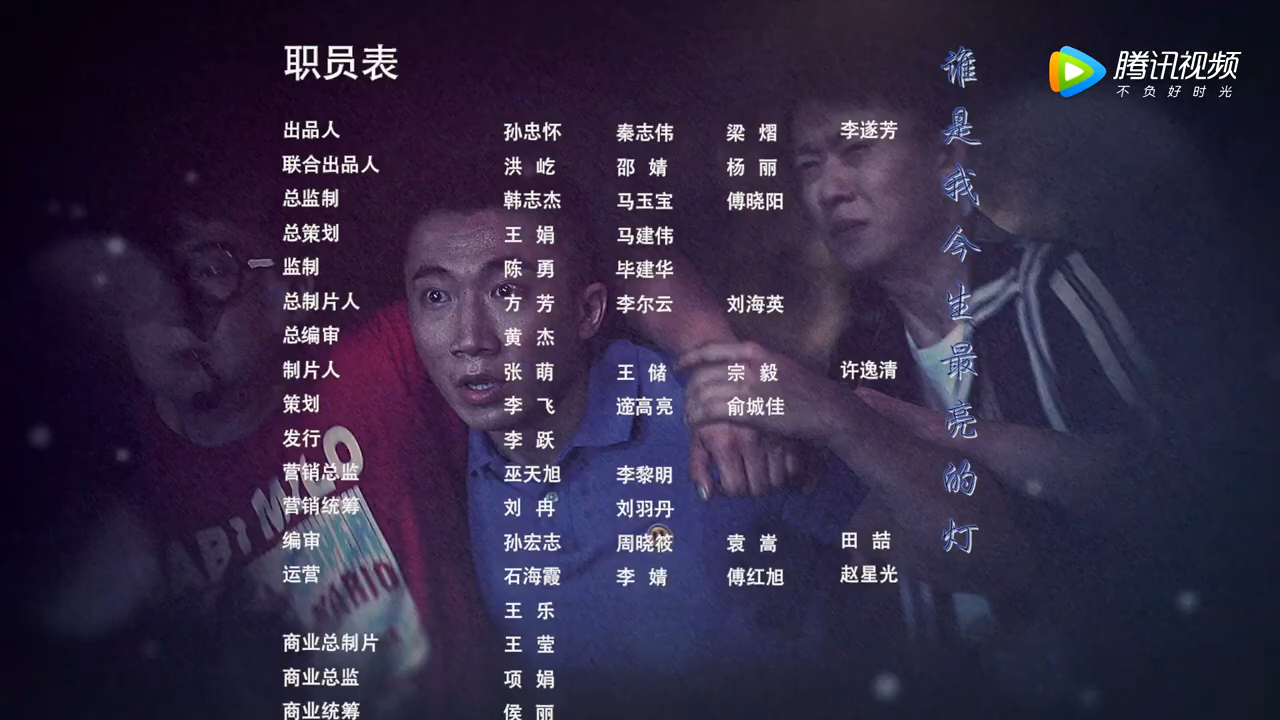 职员表
出品人 孙忠怀 秦志伟 梁熠 李遂芳
联合出品人 洪屹 邵婧 杨丽
总监制 韩志杰 马玉宝 傅晓阳
总策划 王娟 马建伟
监制 陈勇 毕建华
总制片人 方芳 李尔云 刘海英
总编审 黄杰
制片人 张萌 王储 宗毅 许逸清
策划 李飞 遆高亮 俞城佳
发行 李跃
营销总监 巫天旭 李黎明
营销统筹 刘冉 刘羽丹
编审 孙宏志 周晓筱 袁嵩 田喆
运营 石海霞 李婧 傅红旭 赵星光
王乐
商业总制片 王莹
商业总监 项娟
商业统筹 侯丽
谁是我今生最亮的灯
腾讯视频
不负好时光